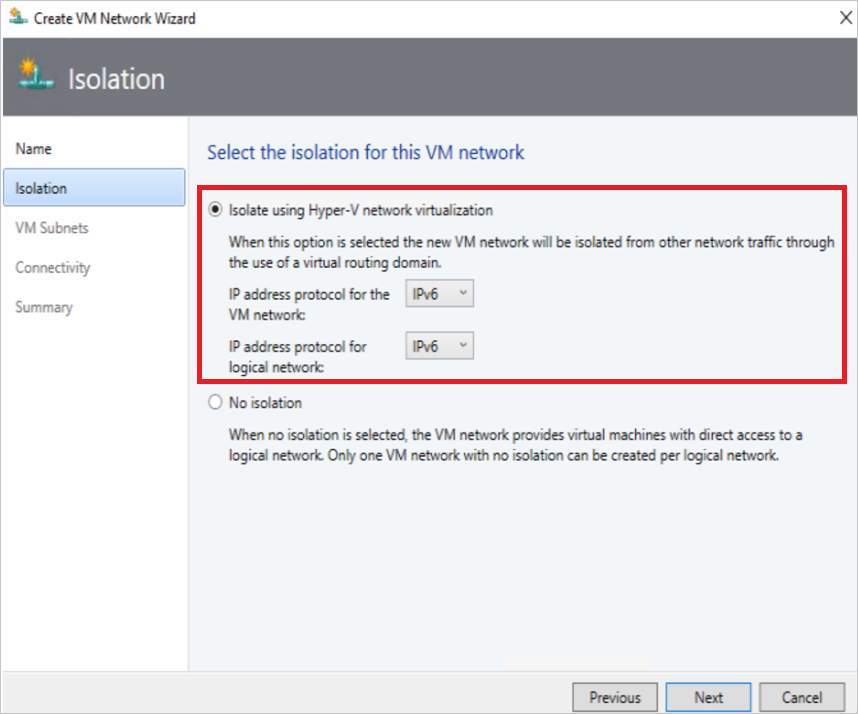 Create VM Network Wizard
Isolation
Name
Isolation
VM Subnets
Connectivity
Summary
Select the isolation for this VM network
Isolate using Hyper-V network virtualization
When this option is selected the new VM network will be isolated from other network traffic through
the use of a virtual routing domain.
IP address protocol for the
VM network:
IPv6
IP address protocol for
logical network:
IPv6
No isolation
When no isolation is selected, the VM network provides virtual machines with direct access to a
logical network. Only one VM network with no isolation can be created per logical network.
Previous
Next
Cancel